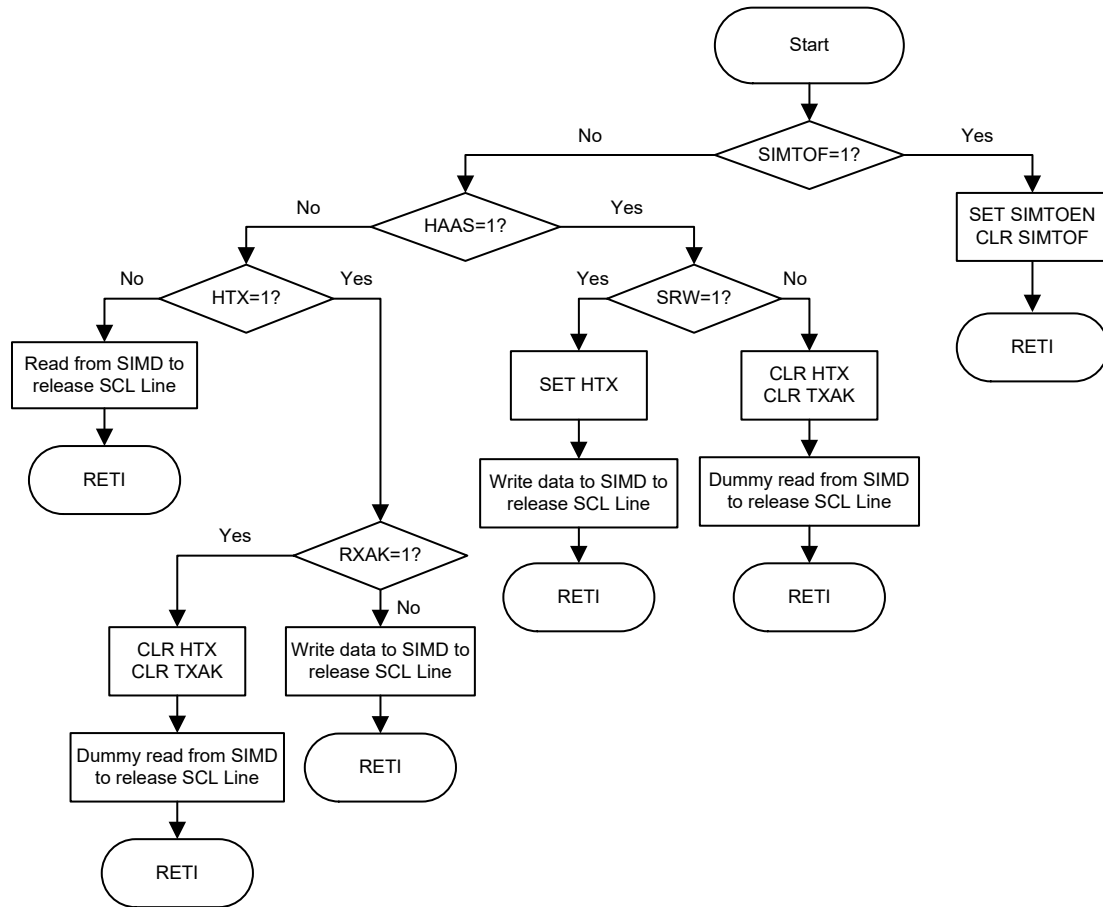 Start
No
Yes
SIMTOF=1?
No
Yes
HAAS=1?
SET SIMTOEN
CLR SIMTOF
No
Yes
HTX=1?
Yes
No
SRW=1?
RETI
Read from SIMD to
release SCL Line
SET HTX
CLR HTX
CLR TXAK
RETI
Write data to SIMD to
release SCL Line
Dummy read from SIMD
to release SCL Line
Yes
RXAK=1?
No
RETI
RETI
CLR HTX
CLR TXAK
Write data to SIMD to
release SCL Line
Dummy read from SIMD
to release SCL Line
RETI
RETI